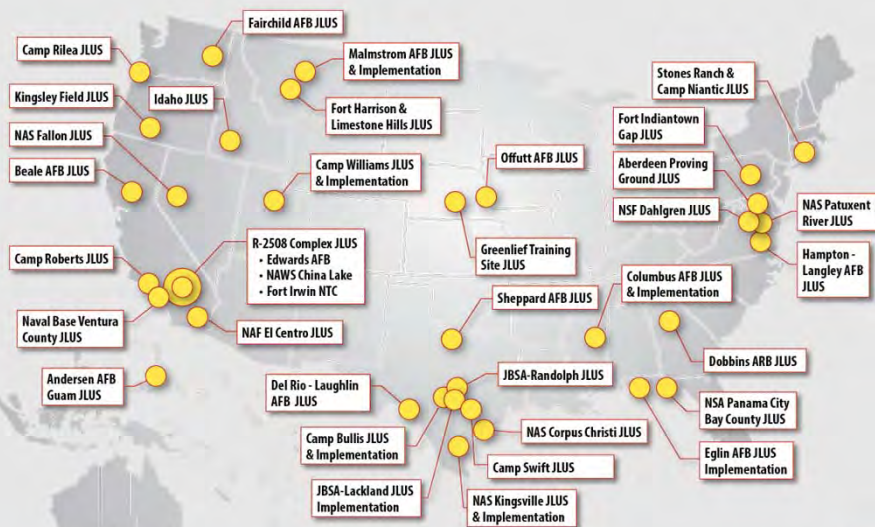 Fairchild AFB JLUS
Camp Rilea JLUS
Malmstrom AFB JLUS
& Implementation
Kingsley Field JLUS
Idaho JLUS
Fort Harrison &
Limestone Hills JLUS
Stones Ranch &
Camp Niantic JLUS
NAS Fallon JLUS
Fort Indiantown
Gap JLUS
Beale AFB JLUS
Camp Williams JLUS
& Implementation
Offutt AFB JLUS
Aberdeen Proving
Ground JLUS
NSF Dahlgren JLUS
NAS Patuxent
River JLUS
R-2508 Complex JLUS
• Edwards AFB
• NAWS China Lake
• Fort Irwin NTC
Greenlief Training
Site JLUS
Hampton -
Langley AFB
JLUS
Camp Roberts JLUS
Columbus AFB JLUS
& Implementation
Sheppard AFB JLUS
Naval Base Ventura
County JLUS
NAF El Centro JLUS
Dobbins ARB JLUS
Andersen AFB
Guam JLUS
Del Rio - Laughlin
AFB JLUS
JBSA-Randolph JLUS
NSA Panama City
Bay County JLUS
Camp Bullis JLUS
& Implementation
NAS Corpus Christi JLUS
Eglin AFB JLUS
Implementation
Camp Swift JLUS
JBSA-Lackland JLUS
Implementation
NAS Kingsville JLUS
& Implementation